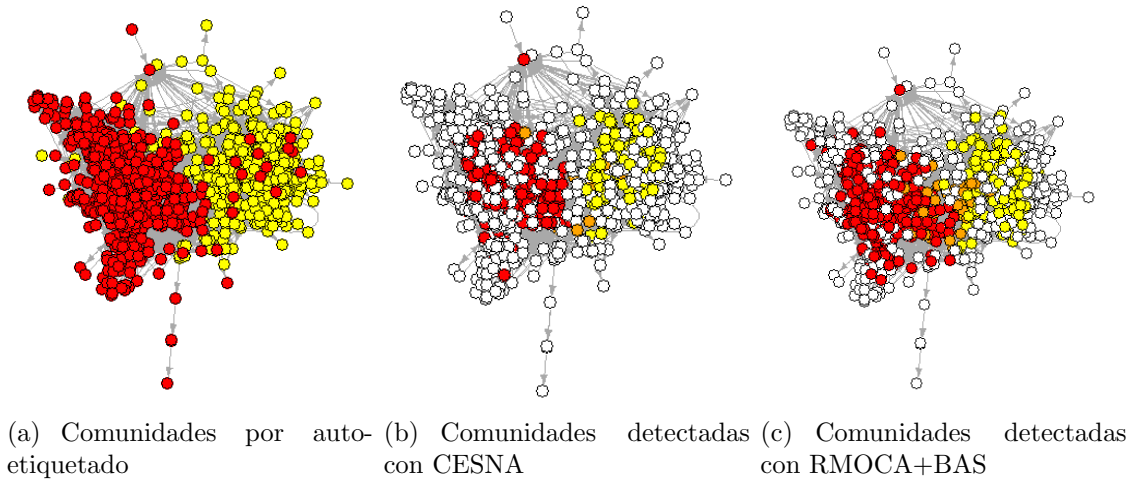 (a) Comunidades por auto-
etiquetado
(b) Comunidades detectadas
con CESNA
(c) Comunidades detectadas
con RMOCA+BAS